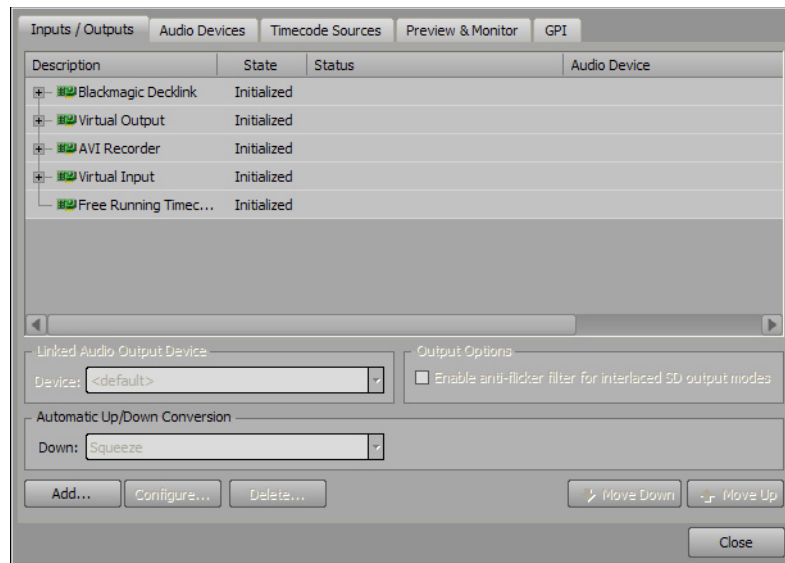 Inputs / Outputs Audio Devices Timecode Sources Preview & Monitor GPI
Description State Status Audio Device
Blackmagic Decklink Initialized
Virtual Output Initialized
AVI Recorder Initialized
Virtual Input Initialized
Free Running Timec... Initialized
Linked Audio Output Device Output Options
Device: <default> Enable anti-flicker filter for interlaced SD output modes
Automatic Up/Down Conversion
Down: Squeeze
Add... Configure... Delete... Move Down Move Up
Close